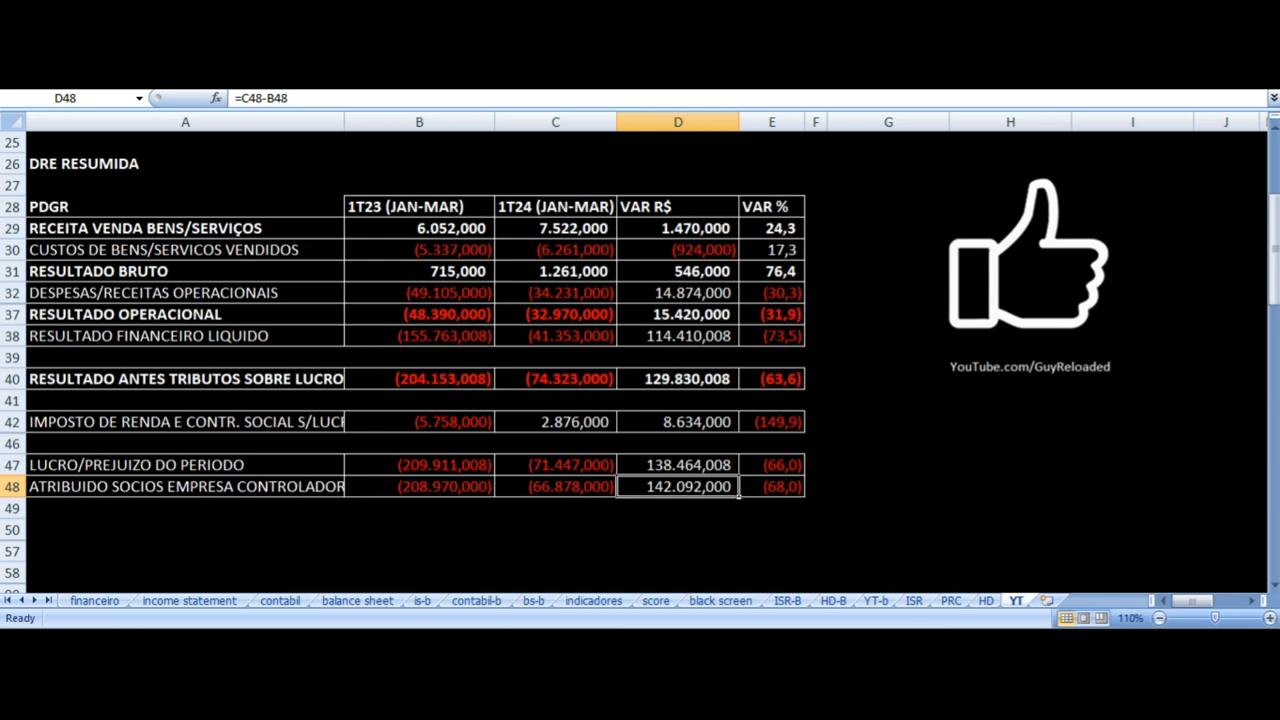 D48 fx =C48-B48
A B C D E F G H I J
25
26 DRE RESUMIDA
27
28 PDGR 1T23 (JAN-MAR) 1T24 (JAN-MAR) VAR R$ VAR %
29 RECEITA VENDA BENS/SERVIÇOS 6.052,000 7.522,000 1.470,000 24,3
30 CUSTOS DE BENS/SERVICOS VENDIDOS (5.337,000) (6.261,000) (924,000) 17,3
31 RESULTADO BRUTO 715,000 1.261,000 546,000 76,4
32 DESPESAS/RECEITAS OPERACIONAIS (49.105,000) (34.231,000) 14.874,000 (30,3)
37 RESULTADO OPERACIONAL (48.390,000) (32.970,000) 15.420,000 (31,9)
38 RESULTADO FINANCEIRO LIQUIDO (155.763,008) (41.353,000) 114.410,008 (73,5)
39
40 RESULTADO ANTES TRIBUTOS SOBRE LUCRO (204.153,008) (74.323,000) 129.830,008 (63,6)
41
42 IMPOSTO DE RENDA E CONTR. SOCIAL S/LUCR (5.758,000) 2.876,000 8.634,000 (149,9)
46
47 LUCRO/PREJUIZO DO PERIODO (209.911,008) (71.447,000) 138.464,008 (66,0)
48 ATRIBUIDO SOCIOS EMPRESA CONTROLADOR (208.970,000) (66.878,000) 142.092,000 (68,0)
49
50
57
58
YouTube.com/GuyReloaded
financeiro income statement contabil balance sheet is-b contabil-b bs-b indicadores score black screen ISR-B HD-B YT-b ISR PRC HD YT
Ready 110%